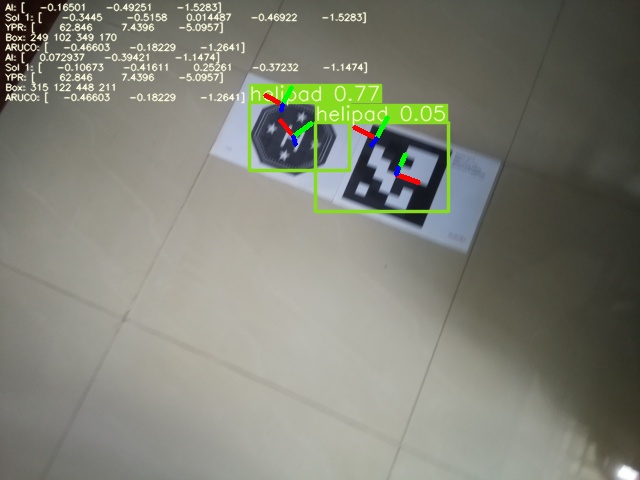 AI: [ -0.16501 -0.49251 -1.5283]
Sol 1: [ -0.3445 -0.5158 0.014487 -0.46922 -1.5283]
YPR: [ 62.846 7.4396 -5.0957]
Box: 249 102 349 170
ARUCO: [ -0.46603 -0.18229 -1.2641]
AI: [ 0.072937 -0.39421 -1.1474]
Sol 1: [ -0.10673 -0.41611 0.25261 -0.37232 -1.1474]
YPR: [ 62.846 7.4396 -5.0957]
Box: 315 122 448 211
ARUCO: [ -0.46603 -0.18229 -1.2641]
helipad 0.77
helipad 0.05